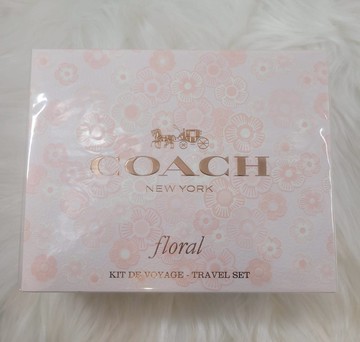 COACH
NEW YORK
floral
KIT DE VOYAGE - TRAVEL SET